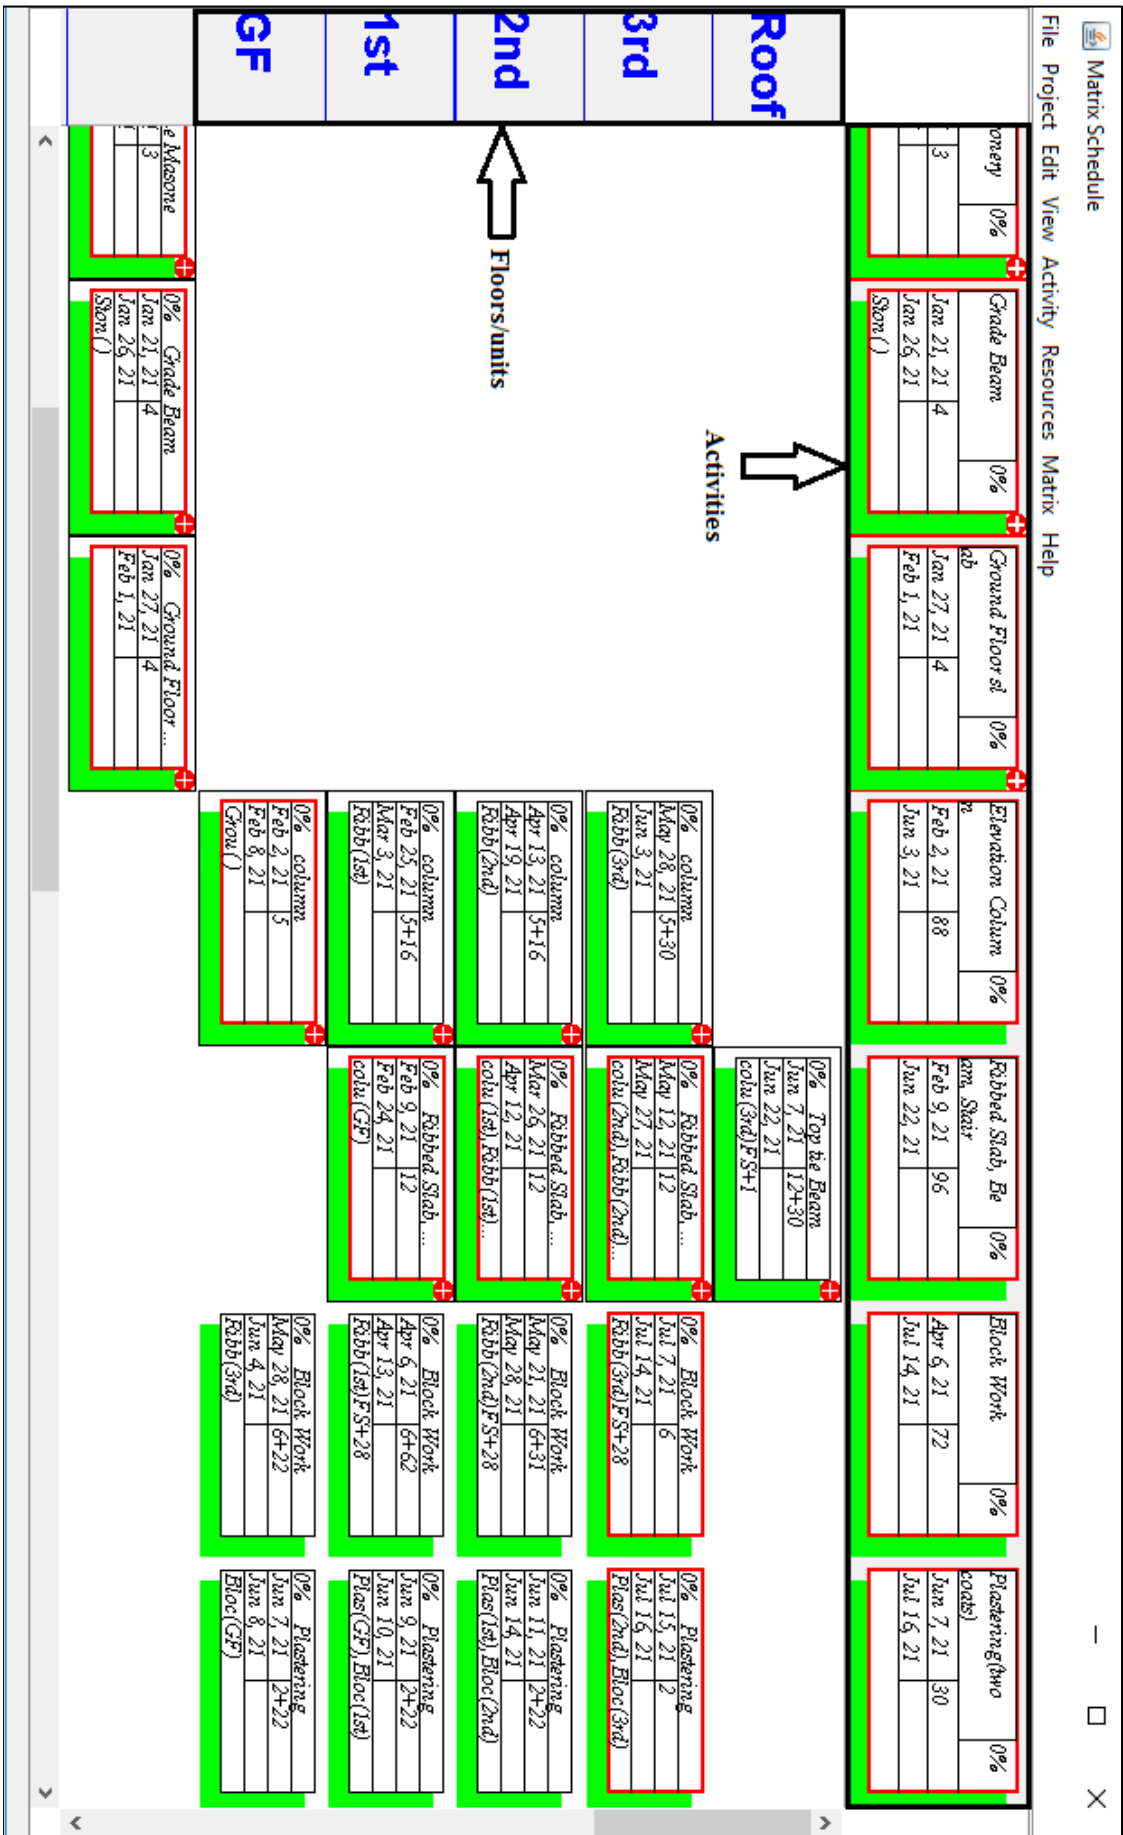 Matrix Schedule
File Project Edit View Activity Resources Matrix Help
onery 0%
3
Grade Beam 0%
Jan 21, 21 4
Jan 26, 21
Ston()
Ground Floor sl
ab 0%
Jan 27, 21 4
Feb 1, 21
Elevation Colum
n 0%
Feb 2, 21 88
Jun 3, 21
Ribbed Slab, Be
am, Stair 0%
Feb 9, 21 96
Jun 22, 21
Block Work 0%
Apr 6, 21 72
Jul 14, 21
Plastering(two
coats) 0%
Jun 7, 21 30
Jul 16, 21
Activities
Floors/units
Roof
0% Top tie Beam
Jun 7, 21 12+30
Jun 22, 21
colu(3rd)FS+1
3rd
0% column
May 28, 21 5+30
Jun 3, 21
Ribb(3rd)
0% Ribbed Slab, ...
May 12, 21 12
May 27, 21
colu(2nd),Ribb(2nd)...
0% Block Work
Jul 7, 21 6
Jul 14, 21
Ribb(3rd)FS+28
0% Plastering
Jul 15, 21 2
Jul 16, 21
Plas(2nd),Bloc(3rd)
2nd
0% column
Apr 13, 21 5+16
Apr 19, 21
Ribb(2nd)
0% Ribbed Slab, ...
Mar 26, 21 12
Apr 12, 21
colu(1st),Ribb(1st)...
0% Block Work
May 21, 21 6+31
May 28, 21
Ribb(2nd)FS+28
0% Plastering
Jun 11, 21 2+22
Jun 14, 21
Plas(1st),Bloc(2nd)
1st
0% column
Feb 25, 21 5+16
Mar 3, 21
Ribb(1st)
0% Ribbed Slab, ...
Feb 9, 21 12
Feb 24, 21
colu(GF)
0% Block Work
Apr 6, 21 6+62
Apr 13, 21
Ribb(1st)FS+28
0% Plastering
Jun 9, 21 2+22
Jun 10, 21
Plas(GF),Bloc(1st)
GF
0% column
Feb 2, 21 5
Feb 8, 21
Grou()
0% Block Work
May 28, 21 6+22
Jun 4, 21
Ribb(3rd)
0% Plastering
Jun 7, 21 2+22
Jun 8, 21
Bloc(GF)
e Masone
3
0% Grade Beam
Jan 21, 21 4
Jan 26, 21
Ston()
0% Ground Floor ...
Jan 27, 21 4
Feb 1, 21